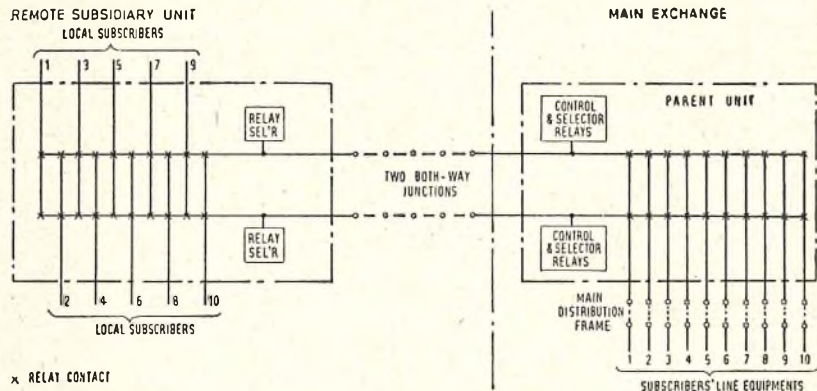 REMOTE SUBSIDIARY UNIT
LOCAL SUBSCRIBERS
1 3 5 7 9
RELAY
SEL'R
RELAY
SEL'R
2 4 6 8 10
LOCAL SUBSCRIBERS
x RELAY CONTACT
TWO BOTH-WAY
JUNCTIONS
MAIN EXCHANGE
PARENT UNIT
CONTROL
& SELECTOR
RELAYS
CONTROL
& SELECTOR
RELAYS
MAIN
DISTRIBUTION
FRAME
1 2 3 4 5 6 7 8 9 10
SUBSCRIBERS' LINE EQUIPMENTS